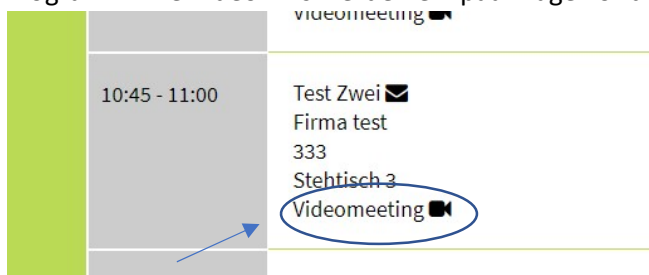 Videomeeting
10:45 - 11:00
Test Zwei
Firma test
333
Stehtisch 3
Videomeeting